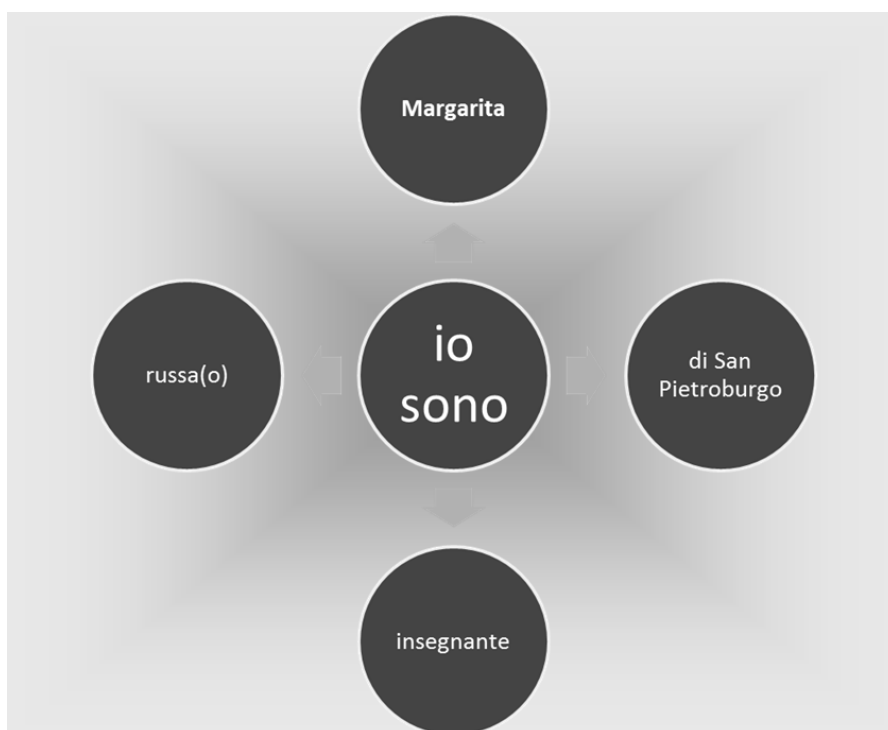 Margarita
russa(o)
io
sono
di San
Pietroburgo
insegnante